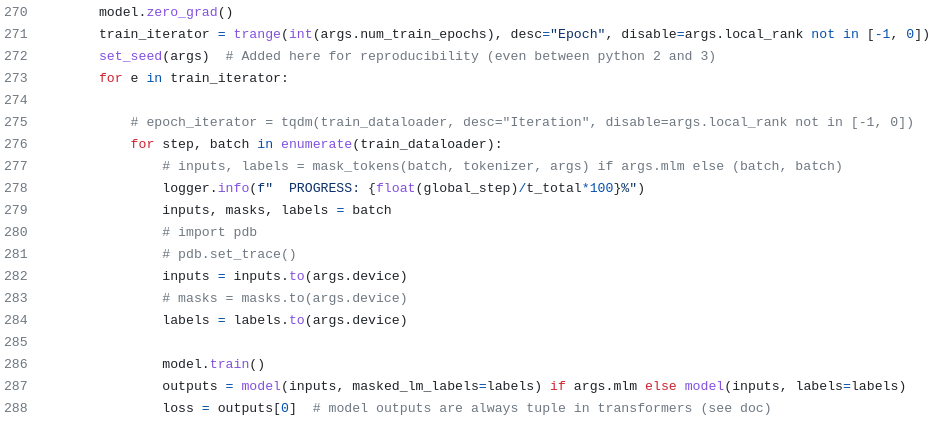 270         model.zero_grad()
271         train_iterator = trange(int(args.num_train_epochs), desc="Epoch", disable=args.local_rank not in [-1, 0])
272         set_seed(args)  # Added here for reproducibility (even between python 2 and 3)
273         for e in train_iterator:
274
275             # epoch_iterator = tqdm(train_dataloader, desc="Iteration", disable=args.local_rank not in [-1, 0])
276             for step, batch in enumerate(train_dataloader):
277                 # inputs, labels = mask_tokens(batch, tokenizer, args) if args.mlm else (batch, batch)
278                 logger.info(f"  PROGRESS: {float(global_step)/t_total*100}%")
279                 inputs, masks, labels = batch
280                 # import pdb
281                 # pdb.set_trace()
282                 inputs = inputs.to(args.device)
283                 # masks = masks.to(args.device)
284                 labels = labels.to(args.device)
285
286                 model.train()
287                 outputs = model(inputs, masked_lm_labels=labels) if args.mlm else model(inputs, labels=labels)
288                 loss = outputs[0]  # model outputs are always tuple in transformers (see doc)